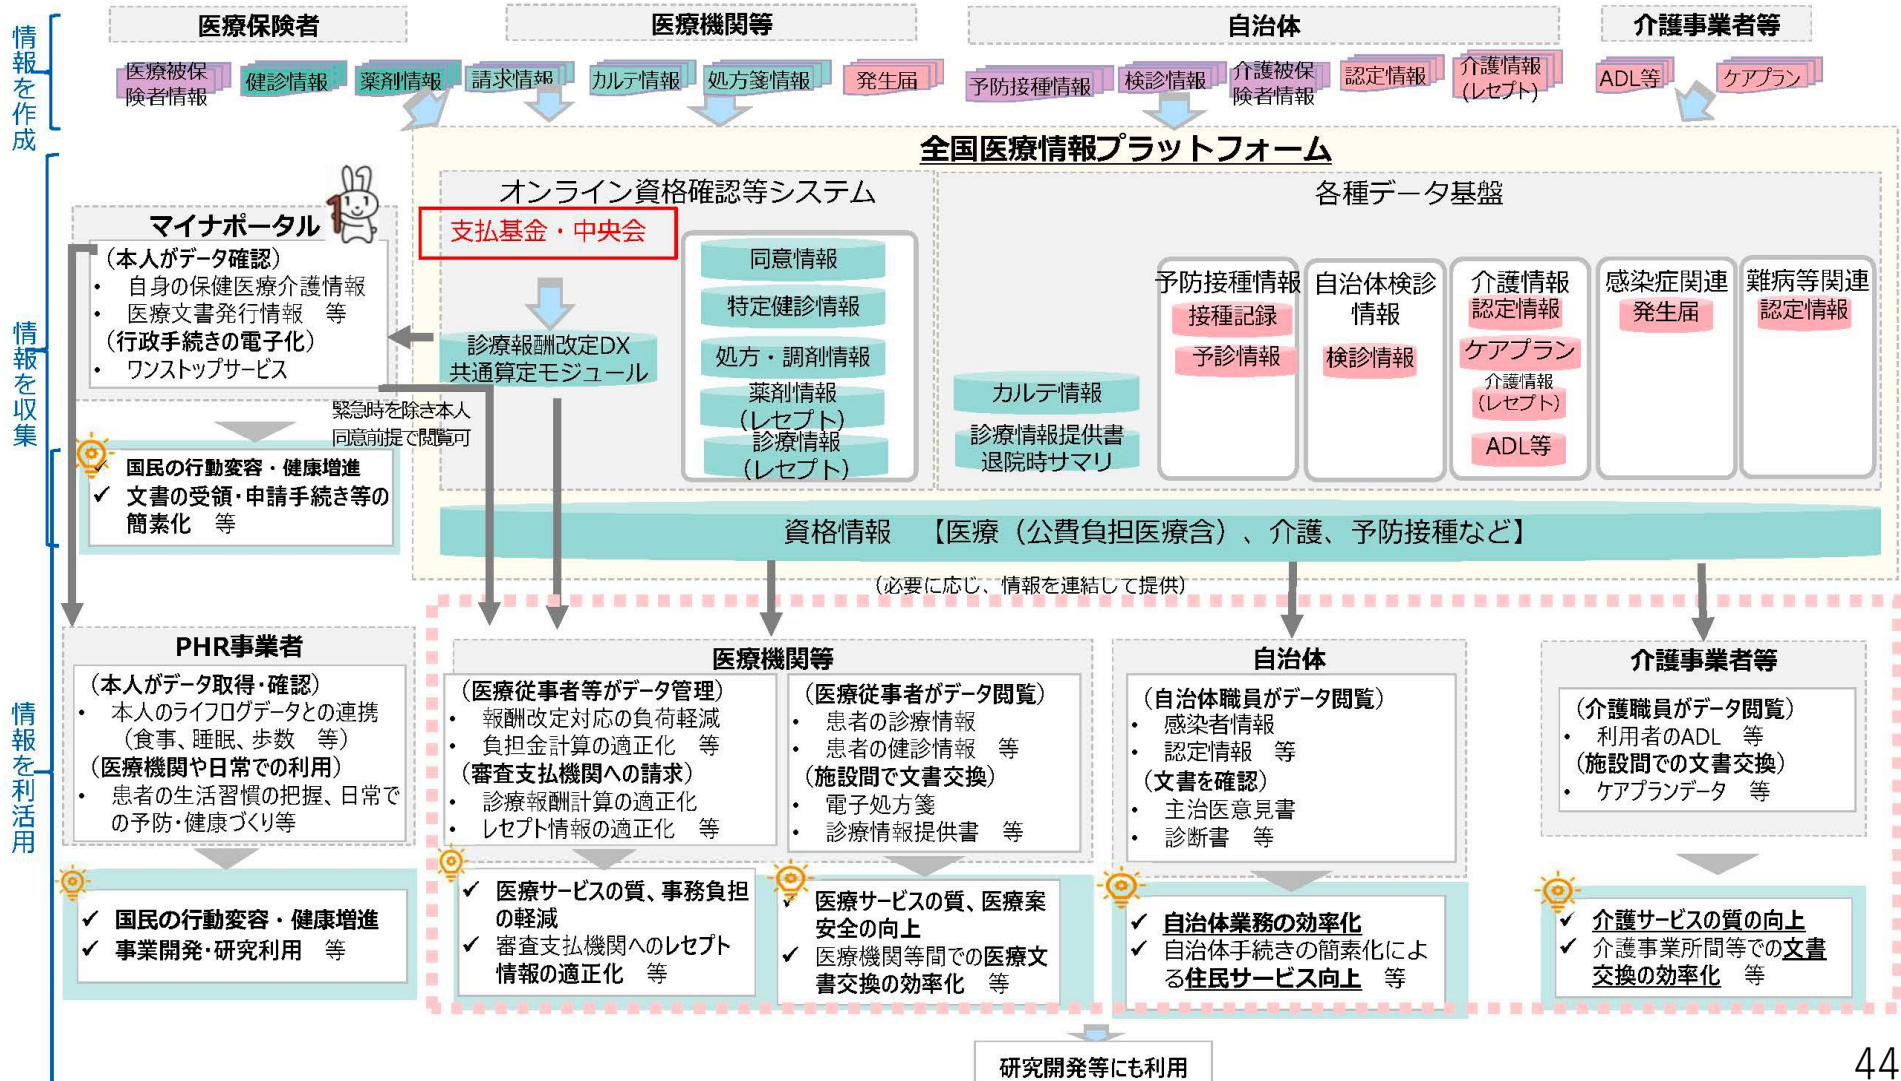 情報を作成
医療保険者
医療機関等
自治体
介護事業者等
医療被保
険者情報
健診情報
薬剤情報
請求情報
カルテ情報
処方箋情報
発生届
予防接種情報
検診情報
介護被保
険者情報
認定情報
介護情報
(レセプト)
ADL等
ケアプラン
情報を収集
全国医療情報プラットフォーム
マイナポータル
(本人がデータ確認)
・ 自身の保健医療介護情報
・ 医療文書発行情報 等
(行政手続きの電子化)
・ ワンストップサービス
緊急時を除き本人
同意前提で閲覧可
✓ 国民の行動変容・健康増進
✓ 文書の受領・申請手続き等の
簡素化 等
オンライン資格確認等システム
支払基金・中央会
診療報酬改定DX
共通算定モジュール
同意情報
特定健診情報
処方・調剤情報
薬剤情報
(レセプト)
診療情報
(レセプト)
各種データ基盤
カルテ情報
診療情報提供書
退院時サマリ
予防接種情報
接種記録
予診情報
自治体検診
情報
検診情報
介護情報
認定情報
ケアプラン
介護情報
(レセプト)
ADL等
感染症関連
発生届
難病等関連
認定情報
資格情報 【医療(公費負担医療含)、介護、予防接種など】
(必要に応じ、情報を連結して提供)
情報を利活用
PHR事業者
(本人がデータ取得・確認)
・ 本人のライフログデータとの連携
(食事、睡眠、歩数 等)
(医療機関や日常での利用)
・ 患者の生活習慣の把握、日常で
の予防・健康づくり等
✓ 国民の行動変容・健康増進
✓ 事業開発・研究利用 等
医療機関等
(医療従事者等がデータ管理)
・ 報酬改定対応の負荷軽減
・ 負担金計算の適正化 等
(審査支払機関への請求)
・ 診療報酬計算の適正化
・ レセプト情報の適正化 等
(医療従事者がデータ閲覧)
・ 患者の診療情報
・ 患者の健診情報 等
(施設間で文書交換)
・ 電子処方箋
・ 診療情報提供書 等
✓ 医療サービスの質、事務負担
の軽減
✓ 審査支払機関へのレセプト
情報の適正化 等
✓ 医療サービスの質、医療案
安全の向上
✓ 医療機関等間での医療文
書交換の効率化 等
自治体
(自治体職員がデータ閲覧)
・ 感染者情報
・ 認定情報 等
(文書を確認)
・ 主治医意見書
・ 診断書 等
✓ 自治体業務の効率化
✓ 自治体手続きの簡素化によ
る住民サービス向上 等
介護事業者等
(介護職員がデータ閲覧)
・ 利用者のADL 等
(施設間での文書交換)
・ ケアプランデータ 等
✓ 介護サービスの質の向上
✓ 介護事業所間等での文書
交換の効率化 等
研究開発等にも利用
44